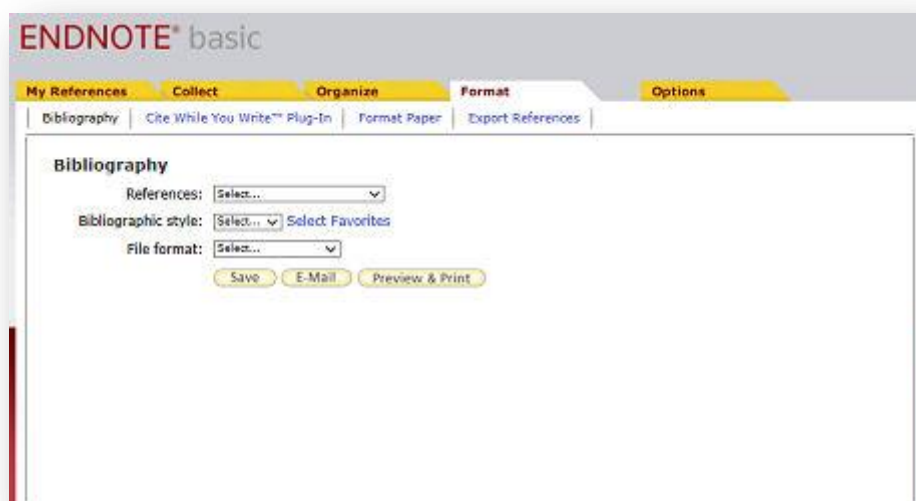 ENDNOTE® basic
My References Collect Organize Format Options
Bibliography Cite While You Write™ Plug-In Format Paper Export References
Bibliography
References: Select...
Bibliographic style: Select... Select Favorites
File format: Select...
Save E-Mail Preview & Print